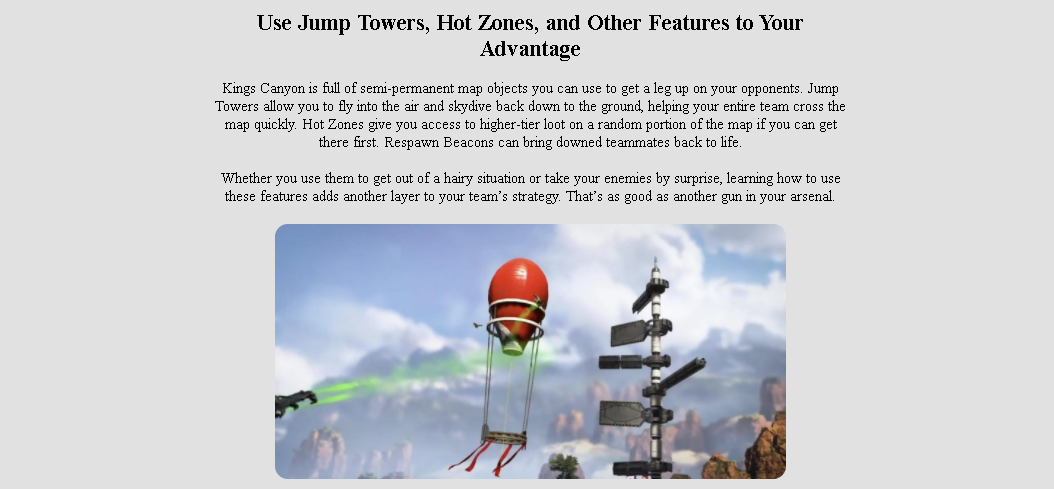 Use Jump Towers, Hot Zones, and Other Features to Your
Advantage
Kings Canyon is full of semi-permanent map objects you can use to get a leg up on your opponents. Jump
Towers allow you to fly into the air and skydive back down to the ground, helping your entire team cross the
map quickly. Hot Zones give you access to higher-tier loot on a random portion of the map if you can get
there first. Respawn Beacons can bring downed teammates back to life.
Whether you use them to get out of a hairy situation or take your enemies by surprise, learning how to use
these features adds another layer to your team’s strategy. That’s as good as another gun in your arsenal.